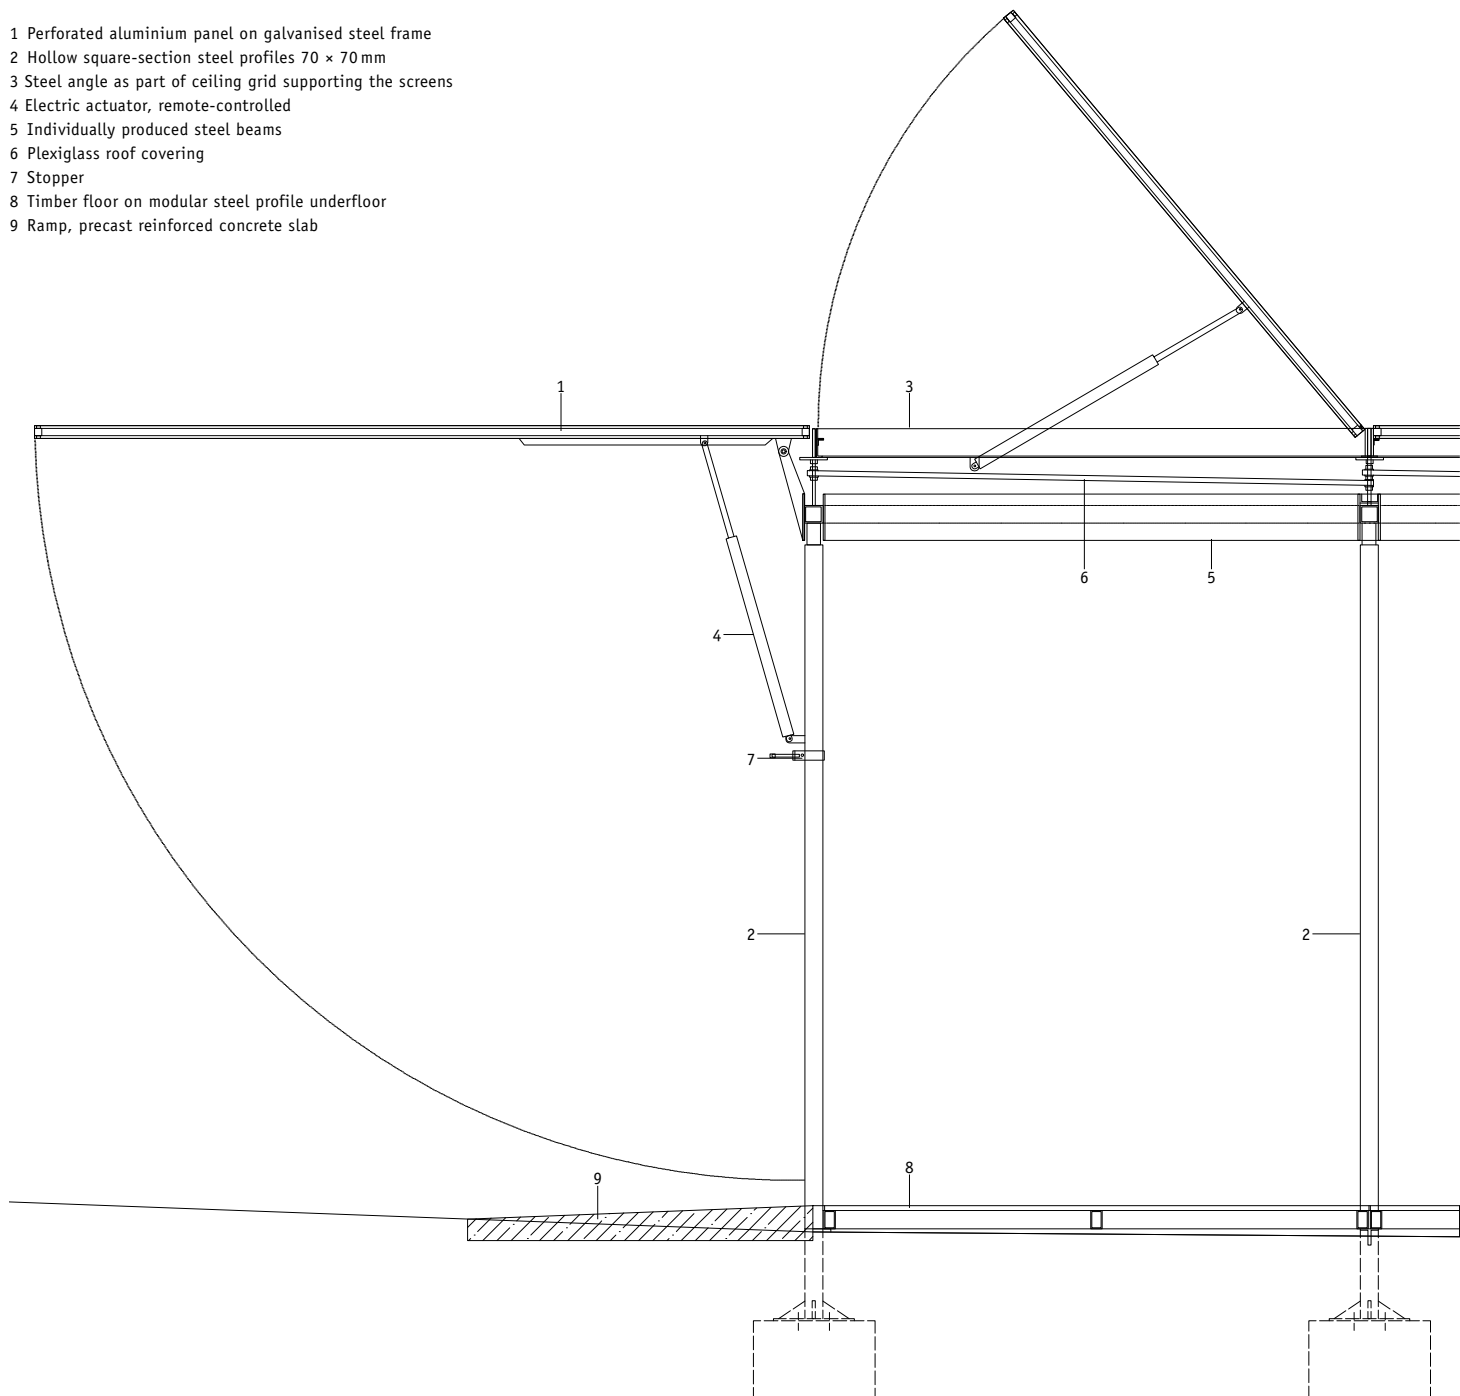 1 Perforated aluminium panel on galvanised steel frame
2 Hollow square-section steel profiles 70 × 70 mm
3 Steel angle as part of ceiling grid supporting the screens
4 Electric actuator, remote-controlled
5 Individually produced steel beams
6 Plexiglass roof covering
7 Stopper
8 Timber floor on modular steel profile underfloor
9 Ramp, precast reinforced concrete slab
1
3
6
5
4
7
2
2
8
9